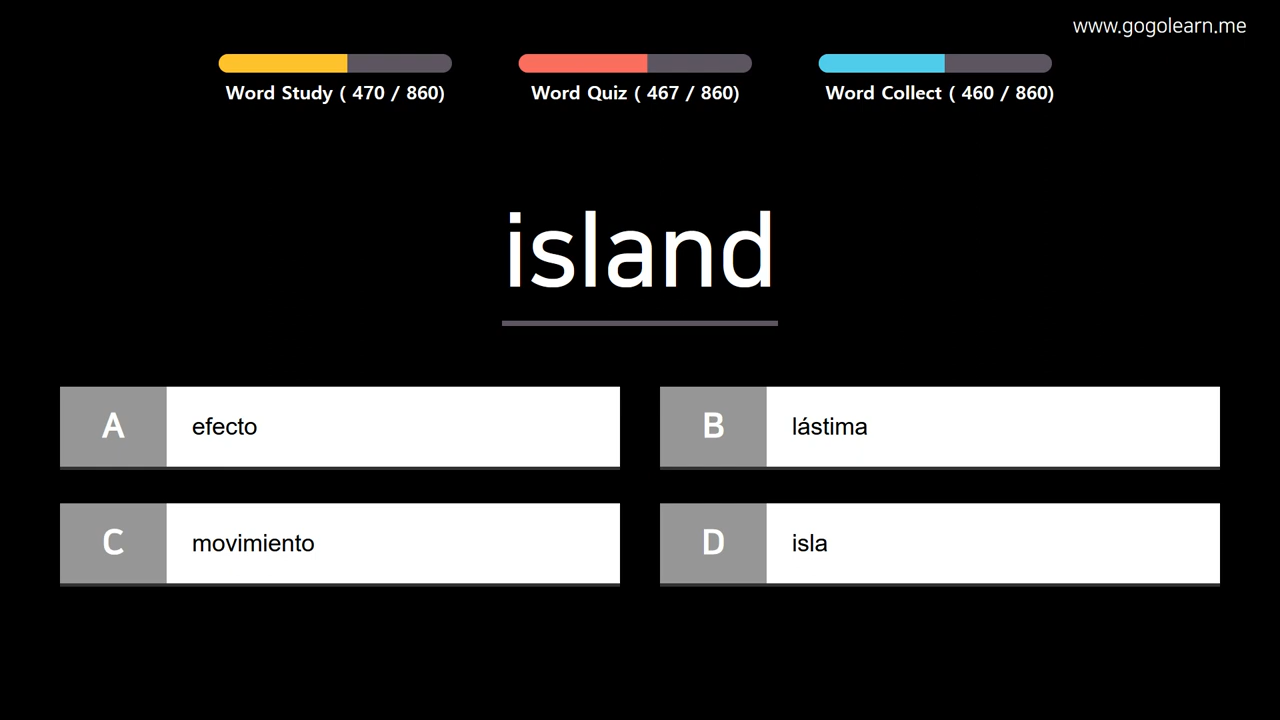 www.gogolearn.me
Word Study ( 470 / 860)
Word Quiz ( 467 / 860)
Word Collect ( 460 / 860)
island
A efecto
B lástima
C movimiento
D isla